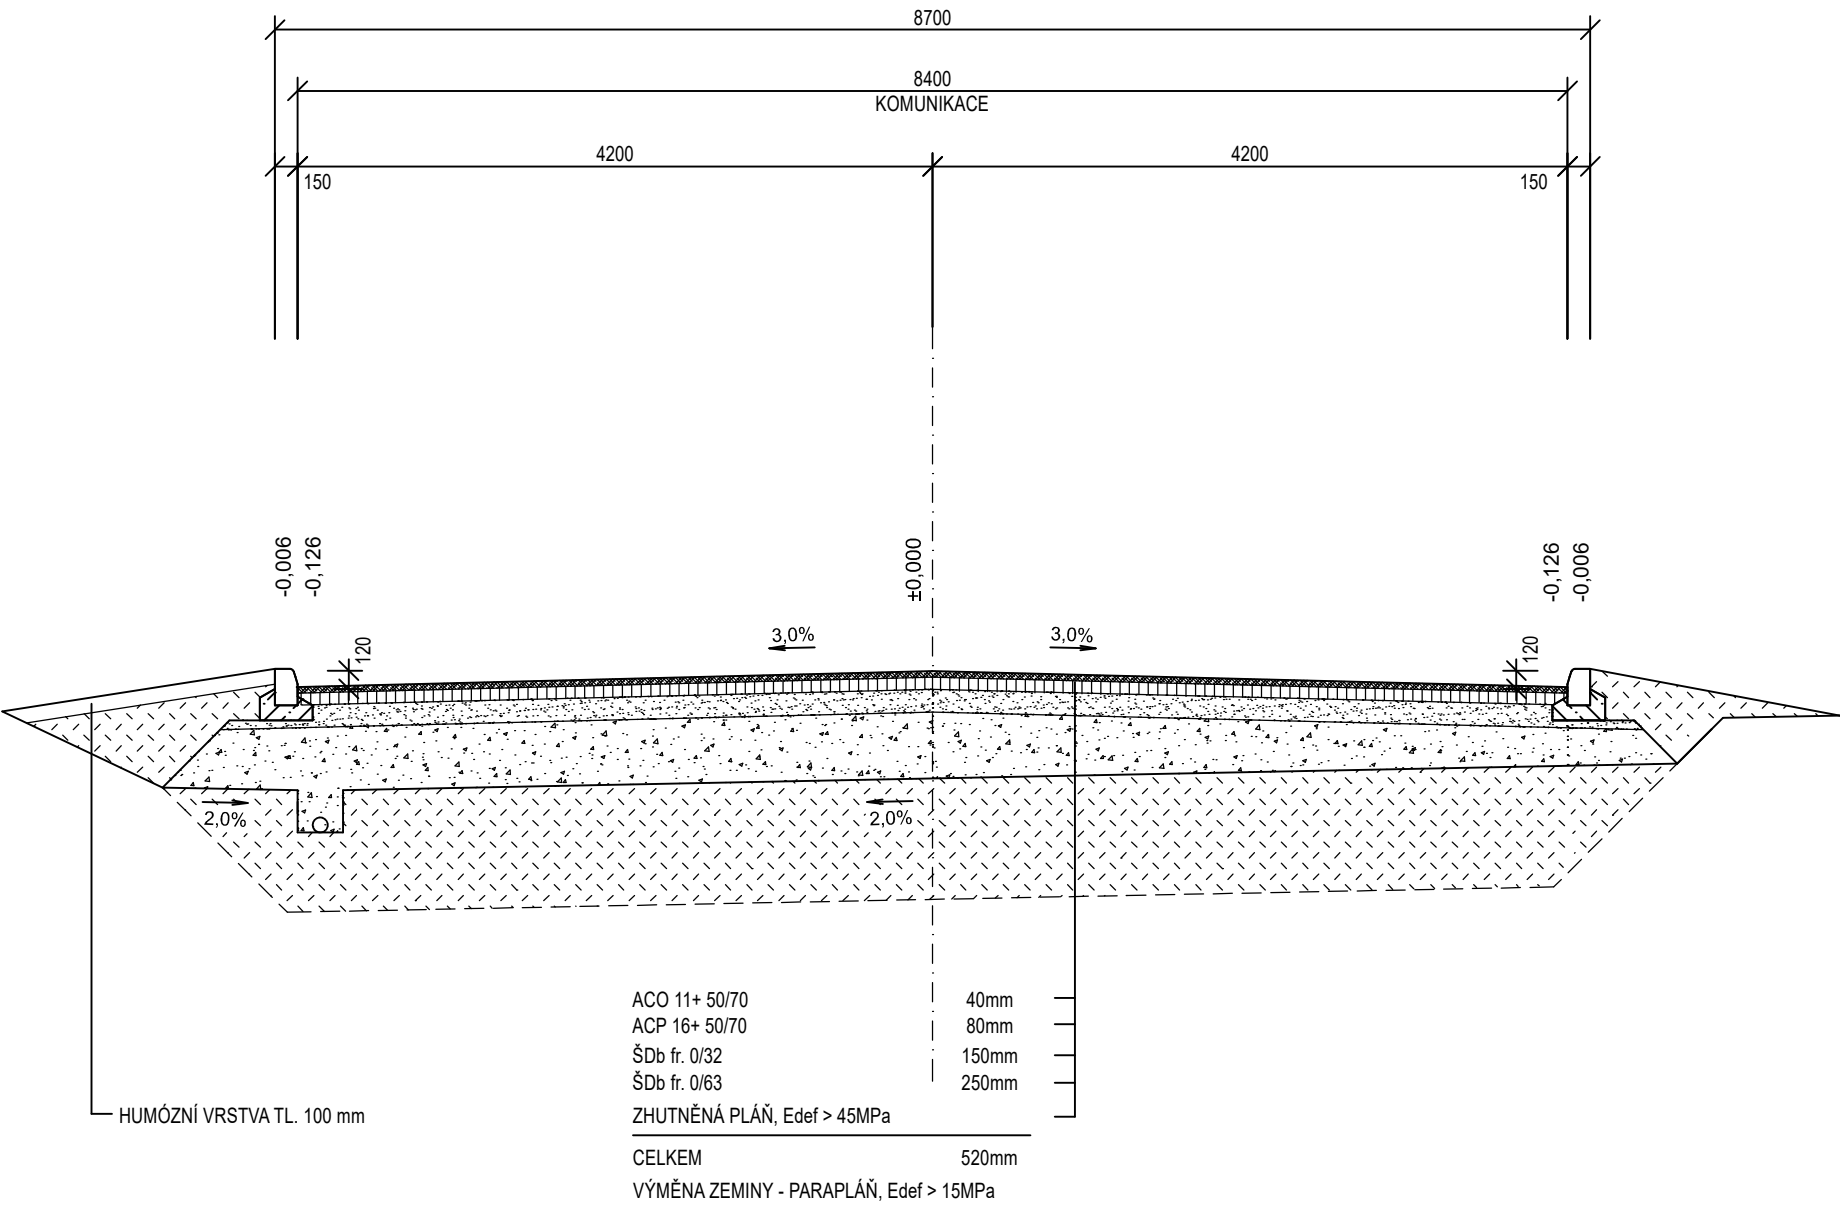 8700
8400
KOMUNIKACE
4200
4200
150
150
-0,006
-0,126
±0,000
-0,126
-0,006
120
3,0%
3,0%
120
2,0%
2,0%
ACO 11+ 50/70 40mm
ACP 16+ 50/70 80mm
ŠDb fr. 0/32 150mm
ŠDb fr. 0/63 250mm
HUMÓZNÍ VRSTVA TL. 100 mm
ZHUTNĚNÁ PLÁŇ, Edef > 45MPa
CELKEM 520mm
VÝMĚNA ZEMINY - PARAPLÁŇ, Edef > 15MPa